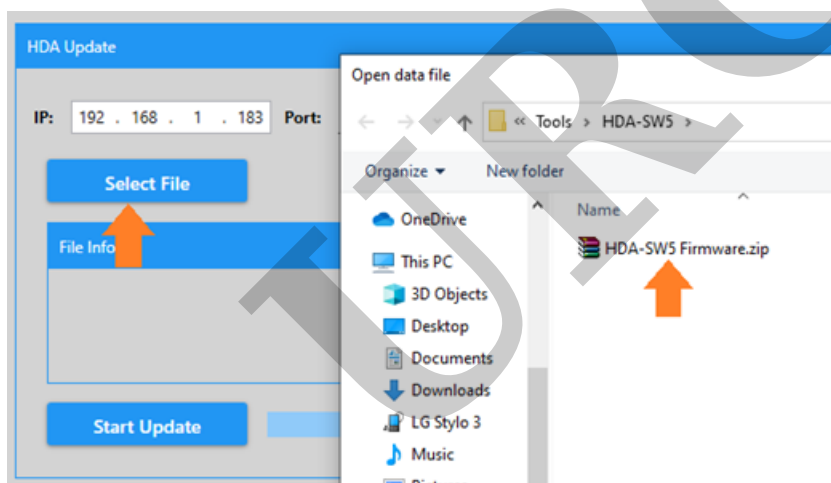 HDA Update
IP: 192 . 168 . 1 . 183 Port:
Select File
File Info
Start Update
Open data file
« Tools › HDA-SW5 ›
Organize New folder
Name
OneDrive
This PC
3D Objects
Desktop
Documents
Downloads
LG Stylo 3
Music
HDA-SW5 Firmware.zip
URC